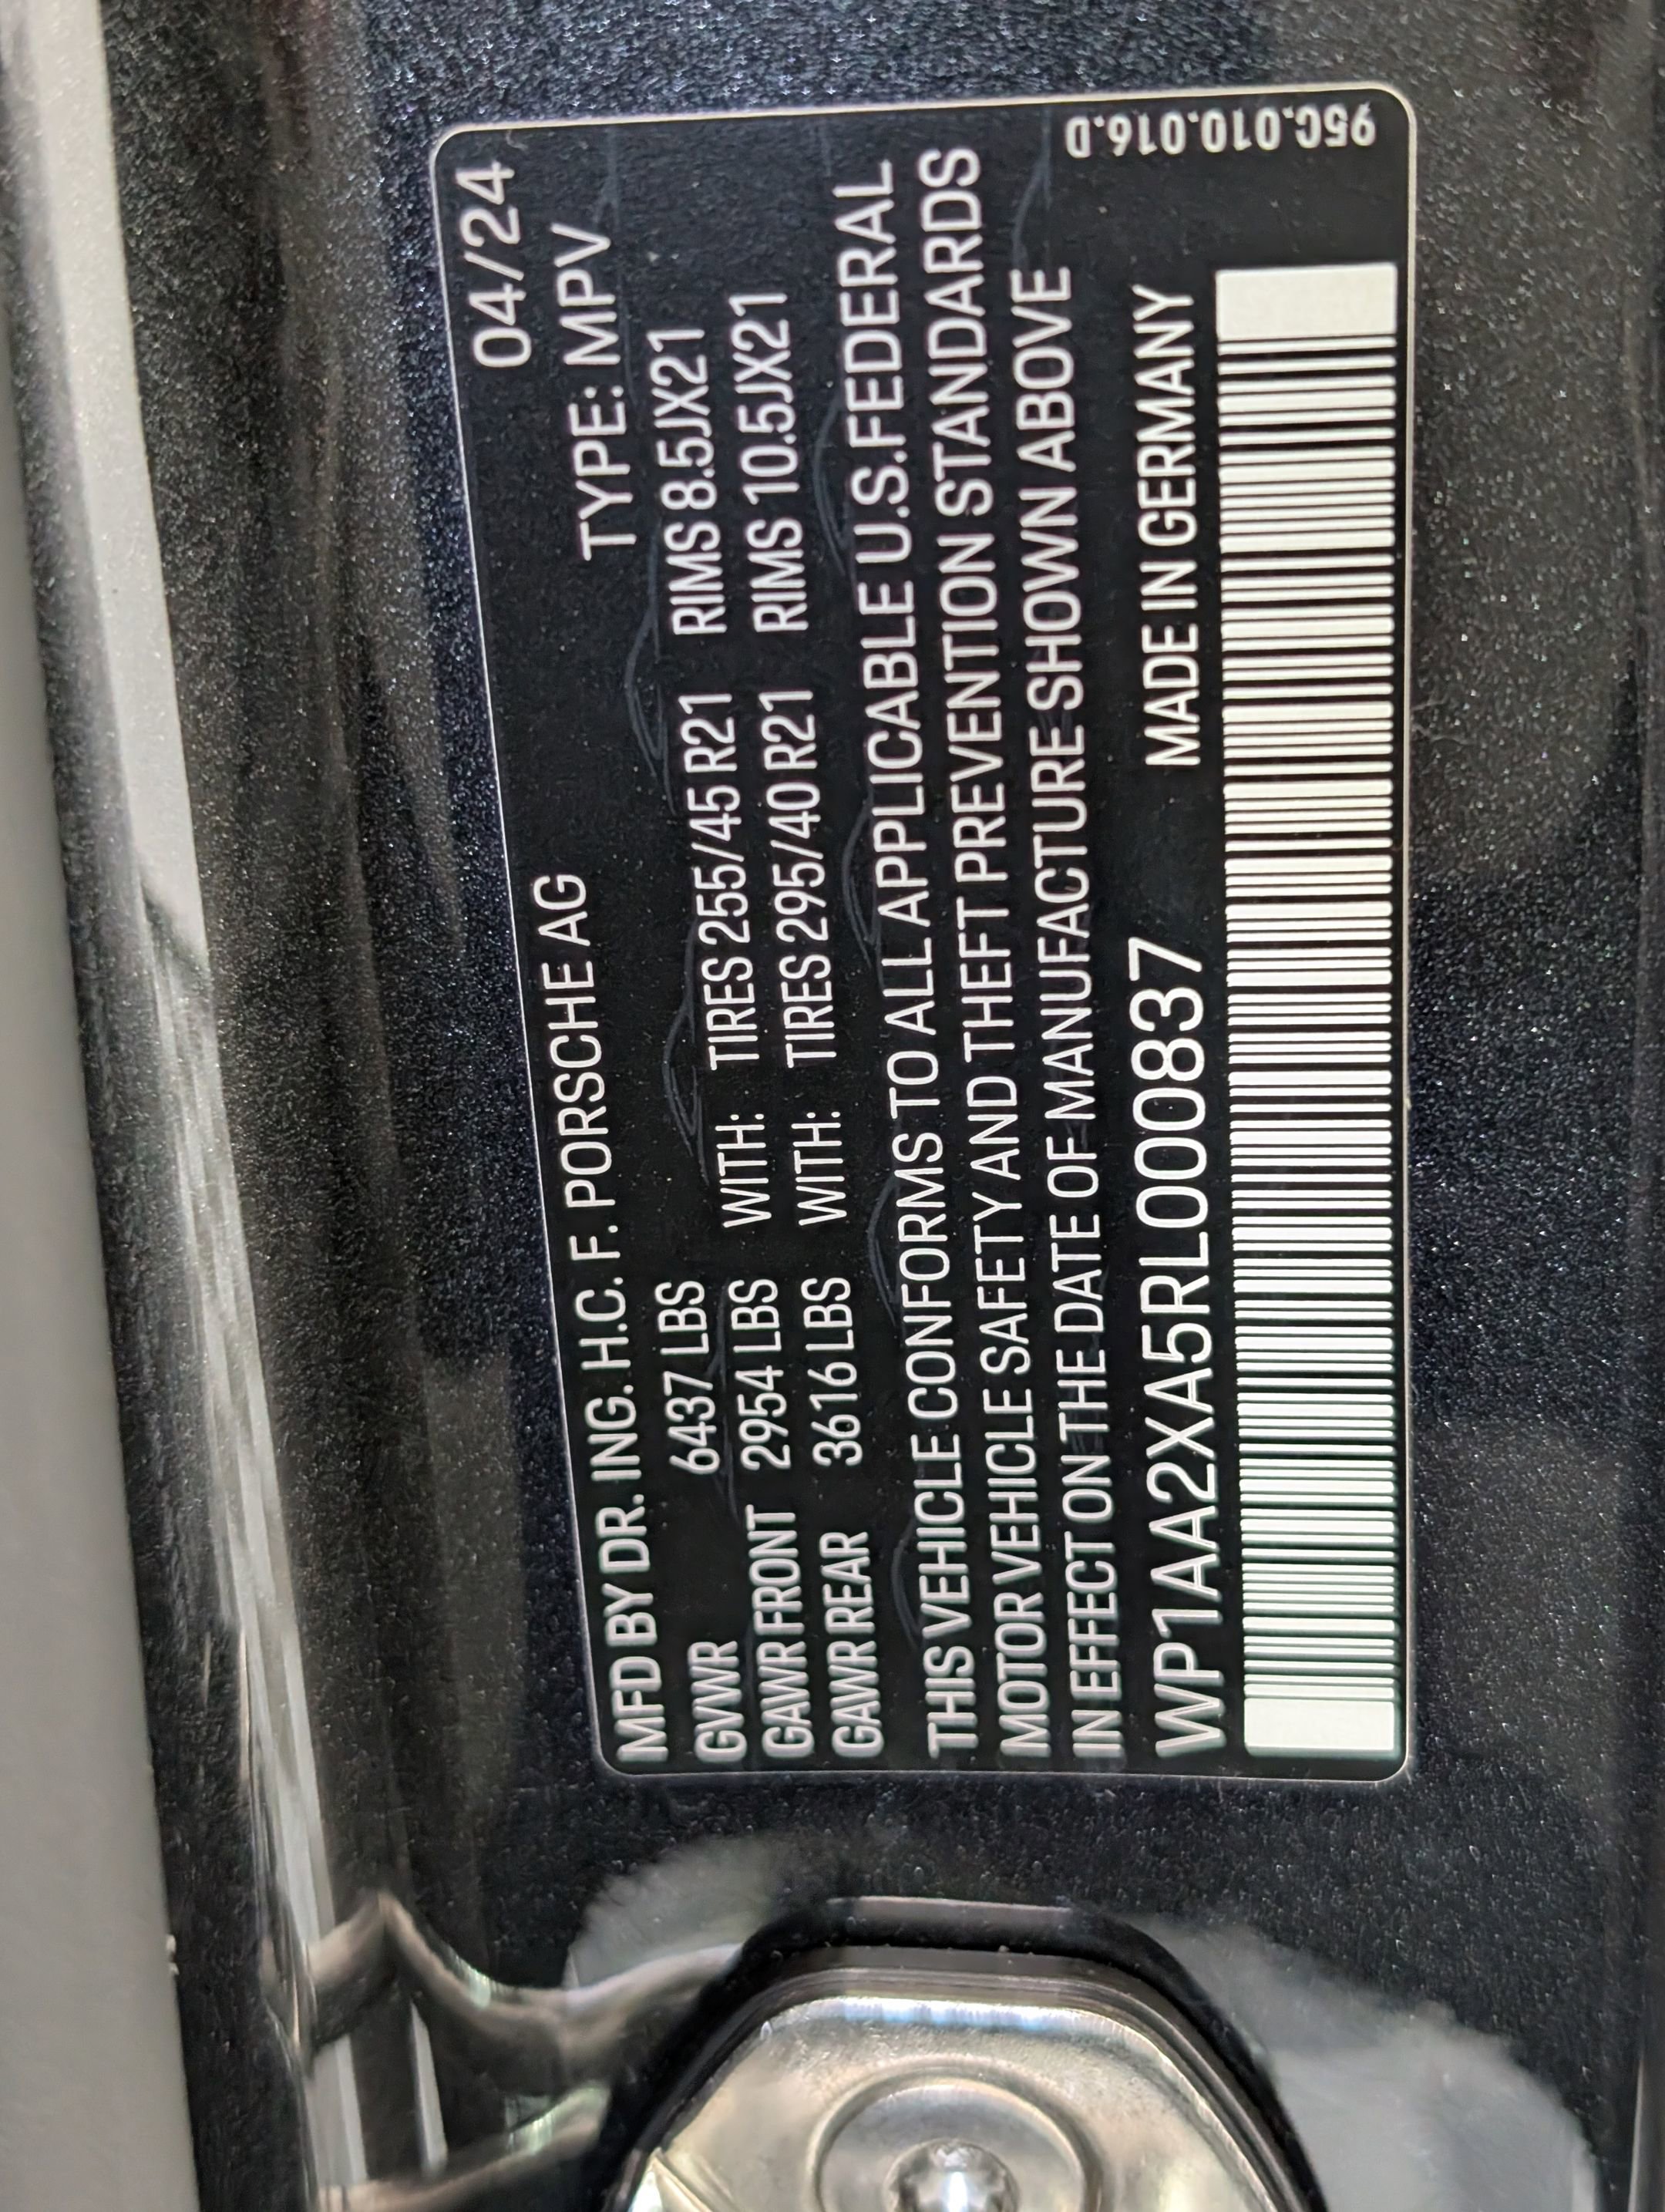 04/24
MFD BY DR. ING. H.C. F. PORSCHE AG TYPE: MPV
GVWR 6437 LBS
GAWR FRONT 2954 LBS WITH: TIRES 255/45 R21 RIMS 8.5JX21
GAWR REAR 3616 LBS WITH: TIRES 295/40 R21 RIMS 10.5JX21
THIS VEHICLE CONFORMS TO ALL APPLICABLE U.S.FEDERAL
MOTOR VEHICLE SAFETY AND THEFT PREVENTION STANDARDS
IN EFFECT ON THE DATE OF MANUFACTURE SHOWN ABOVE
WP1AA2XA5RL000837 MADE IN GERMANY
95C.010.016.D